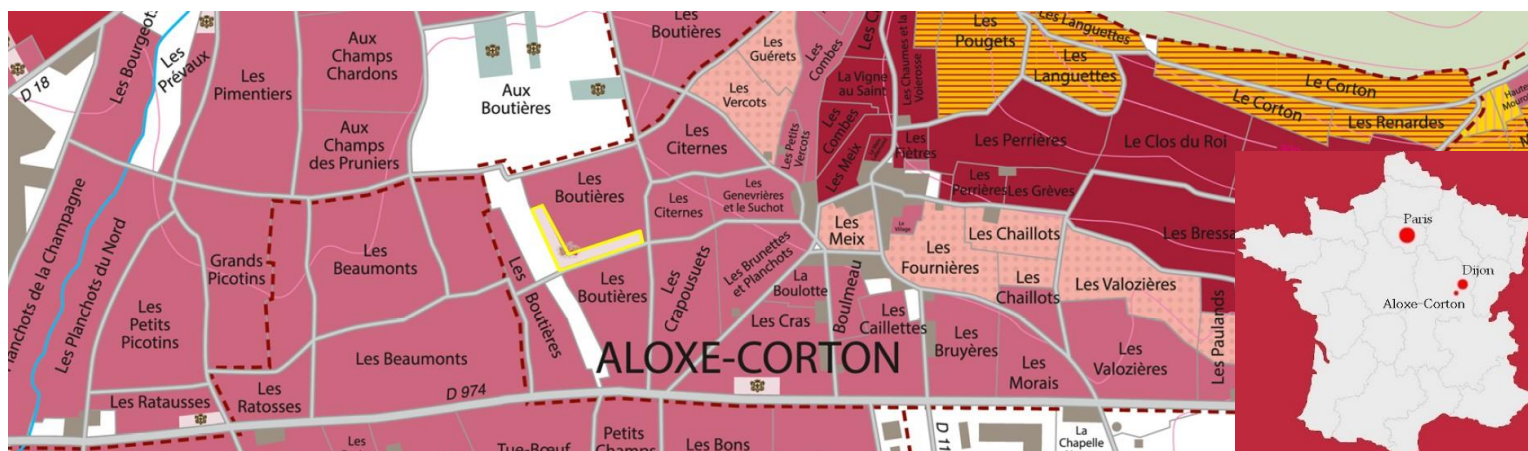 D 18
Les Bourgeots
Les
Prévaux
Les
Pimentiers
Aux
Champs
Chardons
Aux
Champs
des Pruniers
Aux
Boutières
Les
Boutières
Les
Guérets
Les
Vercots
Les
Combes
La Vigne
au Saint
Les Chaumes et la
Voierosse
Les
Pougets
Les Languettes
Les
Languettes
Le Corton
Le Corton
Les Renardes
Les
Citernes
Les Petits
Vercots
Les
Combes
Les Meix
Les
Fiètres
Les Perrières
Le Clos du Roi
Les
Perrières
Les Grèves
Les Bressa
Planchots de la Champagne
Les Planchots du Nord
Les
Petits
Picotins
Grands
Picotins
Les
Beaumonts
Les
Boutières
Les
Citernes
Les
Genevrières
et le Suchot
Les
Meix
Le
Village
Les Chaillots
Les
Fournières
Les
Chaillots
Les Valozières
Les
Boutières
Les
Boutières
Les
Crapousuets
Les Brunettes
et Planchots
La
Boulotte
Boulmeau
Les Cras
Les
Caillettes
Les
Bruyères
Les
Morais
Les
Valozières
Les Paulands
Les Beaumonts
ALOXE-CORTON
Les Ratausses
Les
Ratosses
D 974
Tue-Bœuf
Petits
Champs
Les Bons
D 11
La
Chapelle
Paris
Dijon
Aloxe-Corton